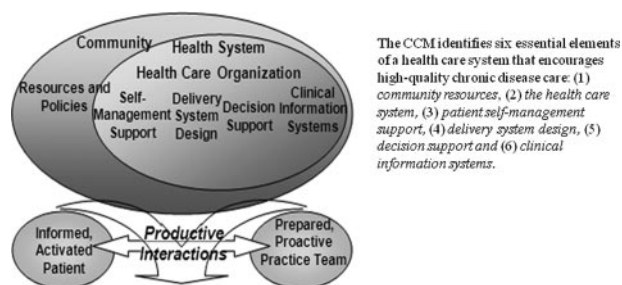 Community
Health System
Resources and
Policies
Health Care Organization
Self-
Management
Support
Delivery
System
Design
Decision
Support
Clinical
Information
Systems
Informed,
Activated
Patient
Productive
Interactions
Prepared,
Proactive
Practice Team
The CCM identifies six essential elements
of a health care system that encourages
high-quality chronic disease care: (1)
community resources, (2) the health care
system, (3) patient self-management
support, (4) delivery system design, (5)
decision support and (6) clinical
information systems.